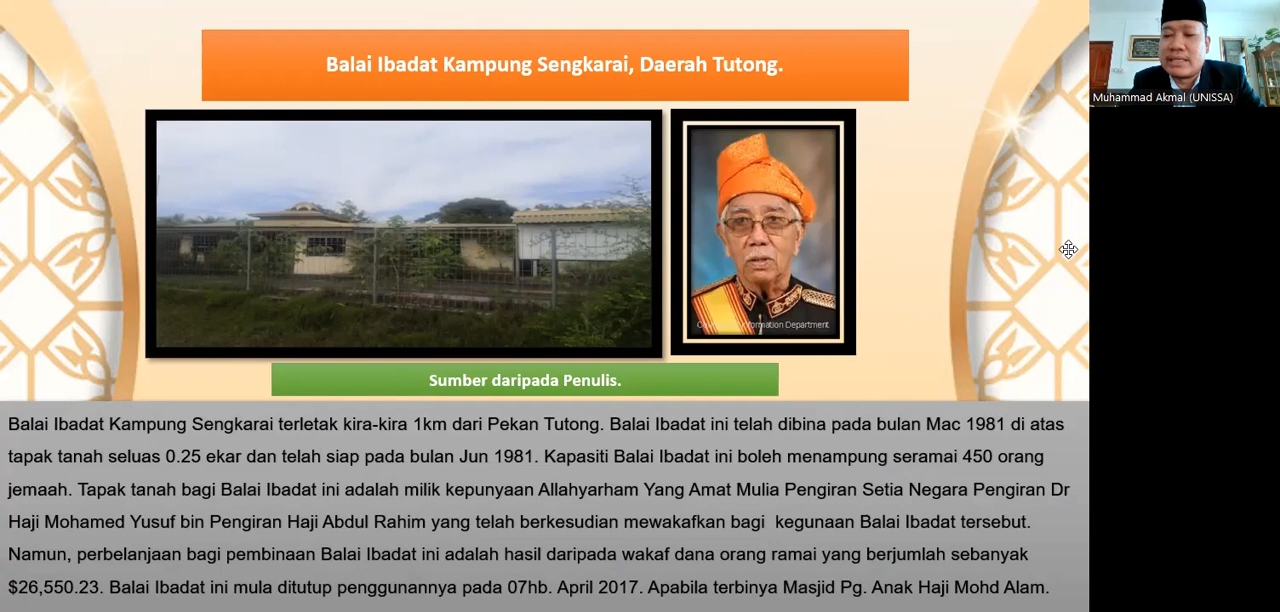 Balai Ibadat Kampung Sengkarai, Daerah Tutong.
Muhammad Akmal (UNISSA)
Information Department
Sumber daripada Penulis.
Balai Ibadat Kampung Sengkarai terletak kira-kira 1km dari Pekan Tutong. Balai Ibadat ini telah dibina pada bulan Mac 1981 di atas
tapak tanah seluas 0.25 ekar dan telah siap pada bulan Jun 1981. Kapasiti Balai Ibadat ini boleh menampung seramai 450 orang
jemaah. Tapak tanah bagi Balai Ibadat ini adalah milik kepunyaan Allahyarham Yang Amat Mulia Pengiran Setia Negara Pengiran Dr
Haji Mohamed Yusuf bin Pengiran Haji Abdul Rahim yang telah berkesudian mewakafkan bagi kegunaan Balai Ibadat tersebut.
Namun, perbelanjaan bagi pembinaan Balai Ibadat ini adalah hasil daripada wakaf dana orang ramai yang berjumlah sebanyak
$26,550.23. Balai Ibadat ini mula ditutup penggunannya pada 07hb. April 2017. Apabila terbinya Masjid Pg. Anak Haji Mohd Alam.